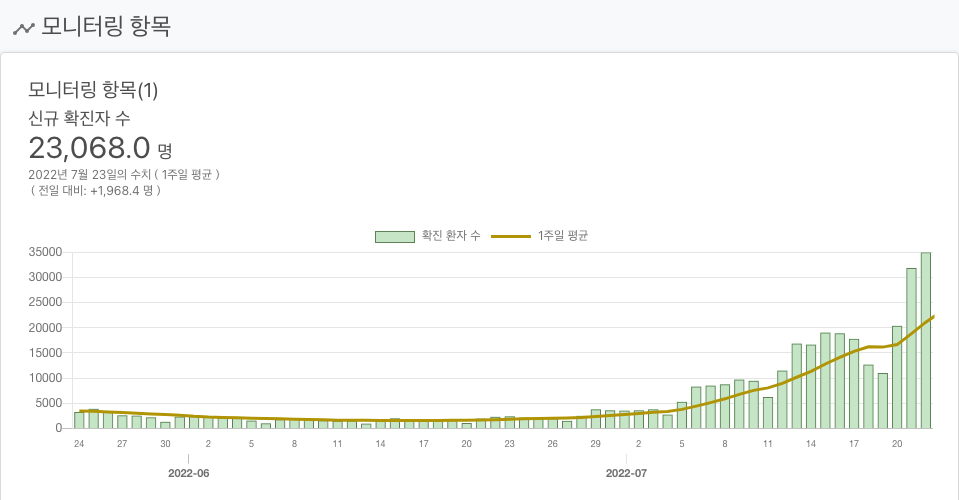 모니터링 항목
모니터링 항목(1)
신규 확진자 수
23,068.0 명
2022년 7월 23일의 수치 ( 1주일 평균 )
( 전일 대비: +1,968.4 명 )
확진 환자 수 1주일 평균
35000
30000
25000
20000
15000
10000
5000
0
24 27 30 2 5 8 11 14 17 20 23 26 29 2 5 8 11 14 17 20
2022-06 2022-07